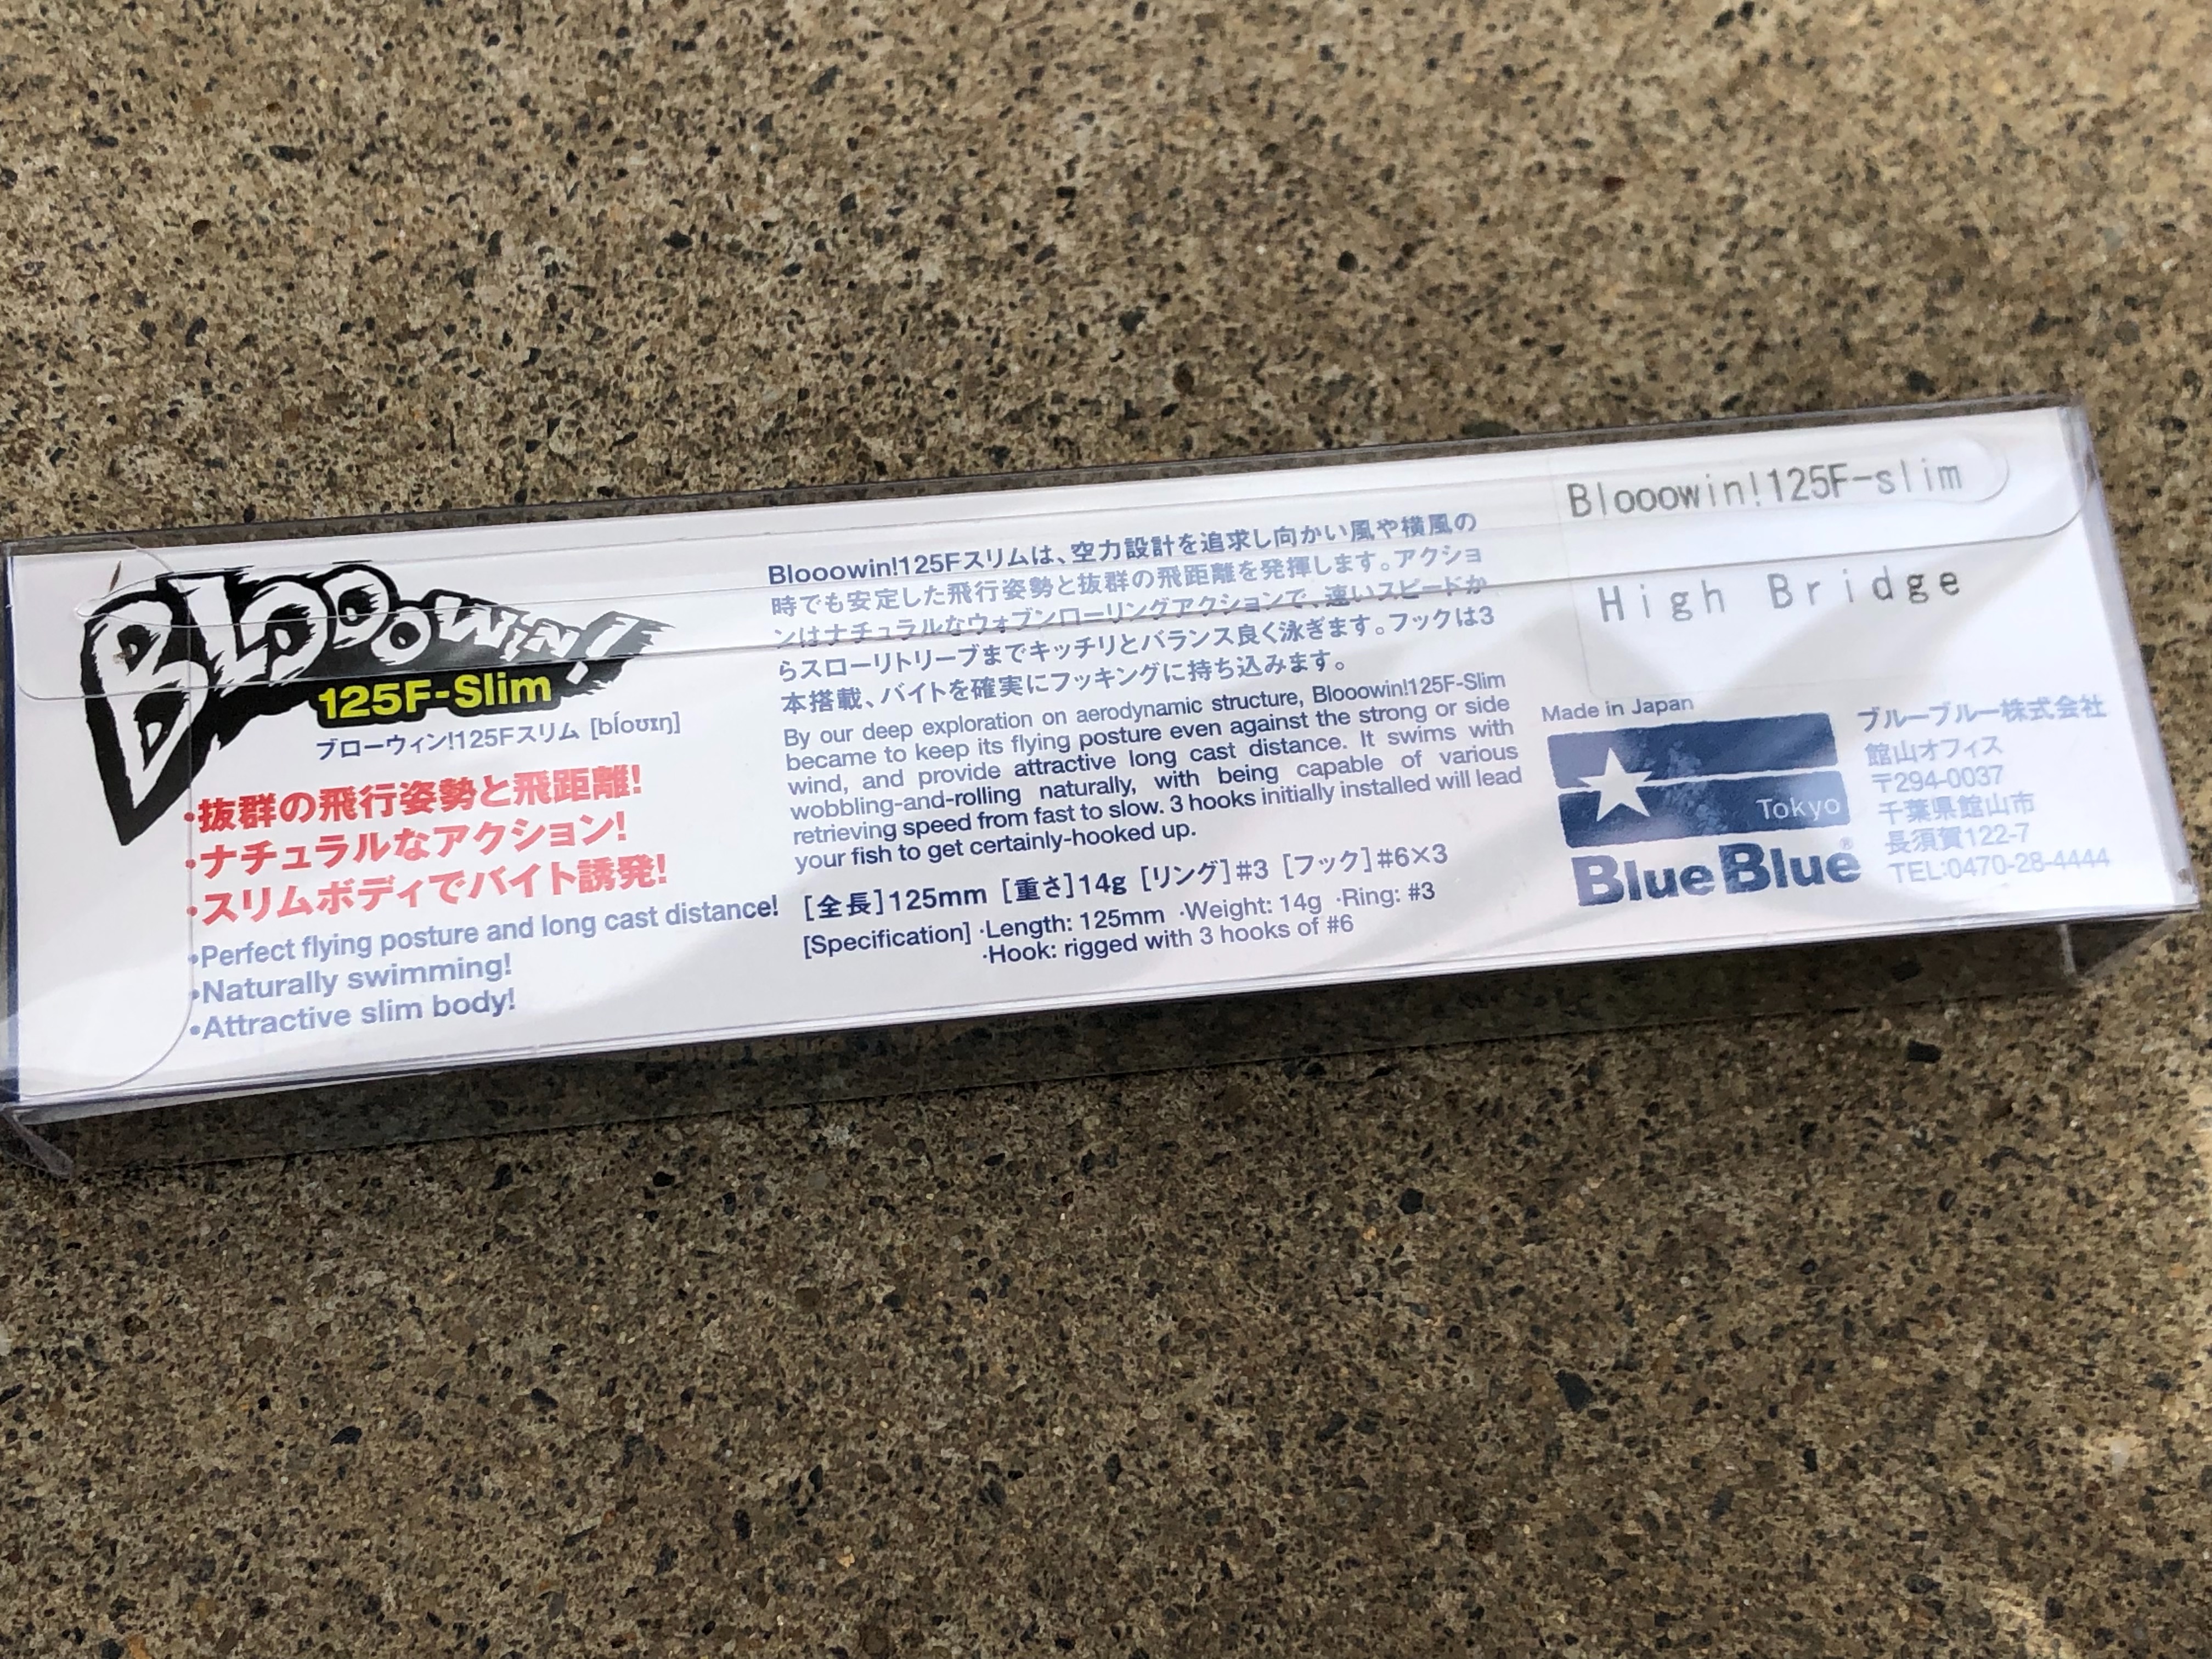 Blooowin!
125F-Slim
ブローウィン!125Fスリム [blóʊɪŋ]
・抜群の飛行姿勢と飛距離!
・ナチュラルなアクション!
・スリムボディでバイト誘発!
•Perfect flying posture and long cast distance!
•Naturally swimming!
•Attractive slim body!
Blooowin!125Fスリムは、空力設計を追求し向かい風や横風の
時でも安定した飛行姿勢と抜群の飛距離を発揮します。アクショ
ンはナチュラルなウォブンローリングアクションで、速いスピードか
らスローリトリーブまでキッチリとバランス良く泳ぎます。フックは3
本搭載、バイトを確実にフッキングに持ち込みます。
By our deep exploration on aerodynamic structure, Blooowin!125F-Slim
became to keep its flying posture even against the strong or side
wind, and provide attractive long cast distance. It swims with
wobbling-and-rolling naturally, with being capable of various
retrieving speed from fast to slow. 3 hooks initially installed will lead
your fish to get certainly-hooked up.
[全長]125mm [重さ]14g [リング]#3 [フック]#6×3
[Specification] ·Length: 125mm ·Weight: 14g ·Ring: #3
·Hook: rigged with 3 hooks of #6
Blooowin!125F-slim
High Bridge
Made in Japan
Tokyo
BlueBlue®
ブルーブルー株式会社
館山オフィス
〒294-0037
千葉県館山市
長須賀122-7
TEL:0470-28-4444